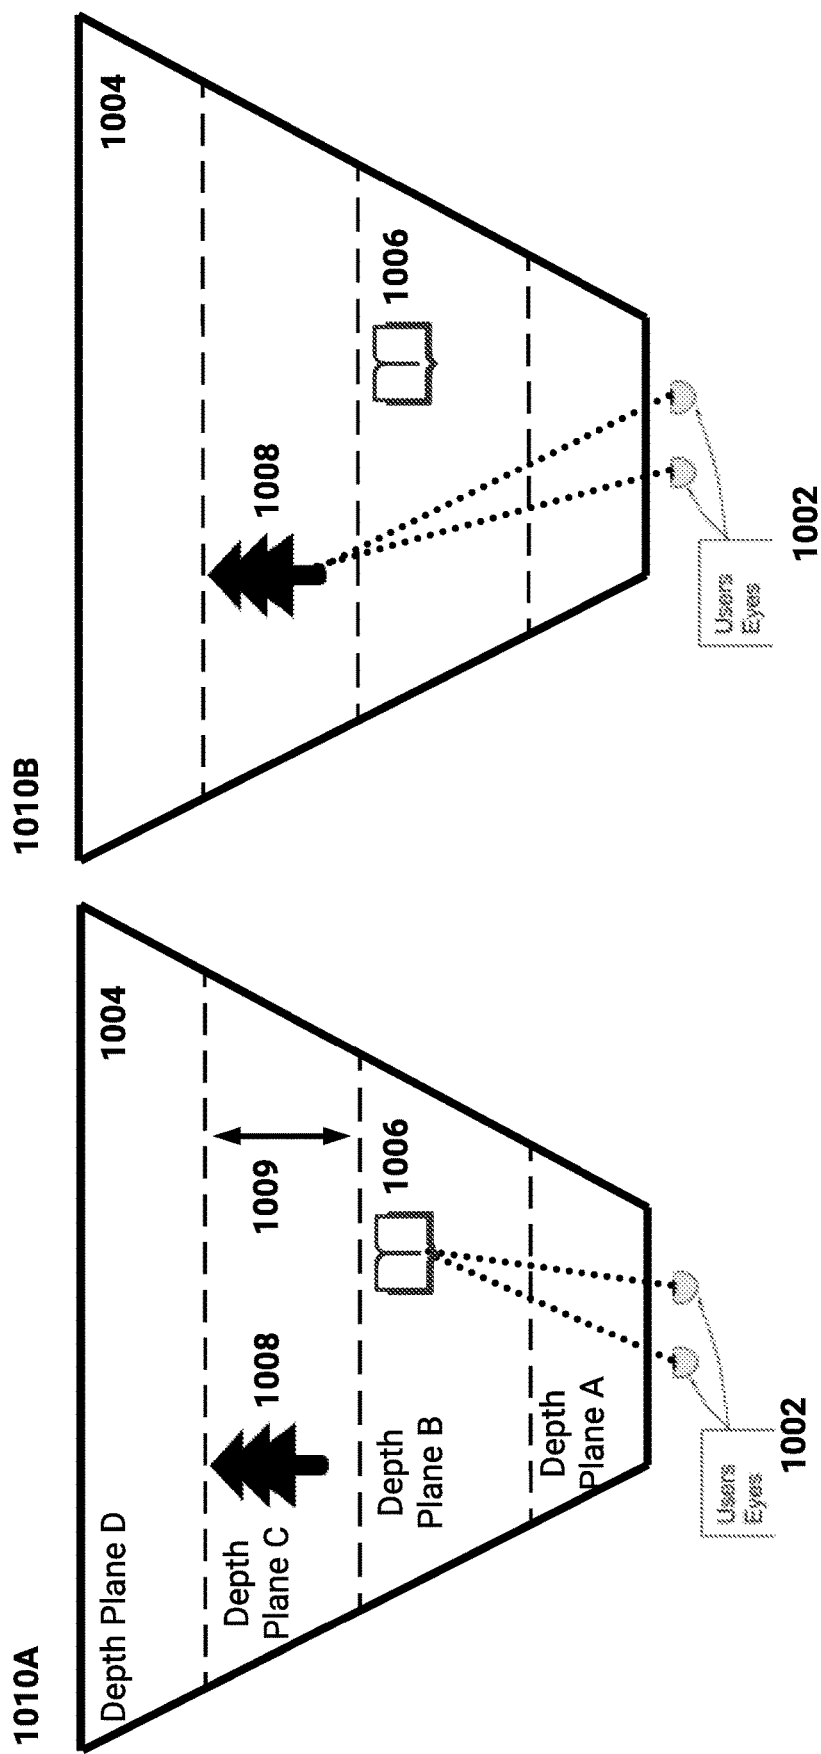 1010A
Depth Plane D
1004
Depth
Plane C
1008
1009
Depth
Plane B
1006
Depth
Plane A
Users
Eyes
1002
1010B
1004
1008
1006
Users
Eyes
1002